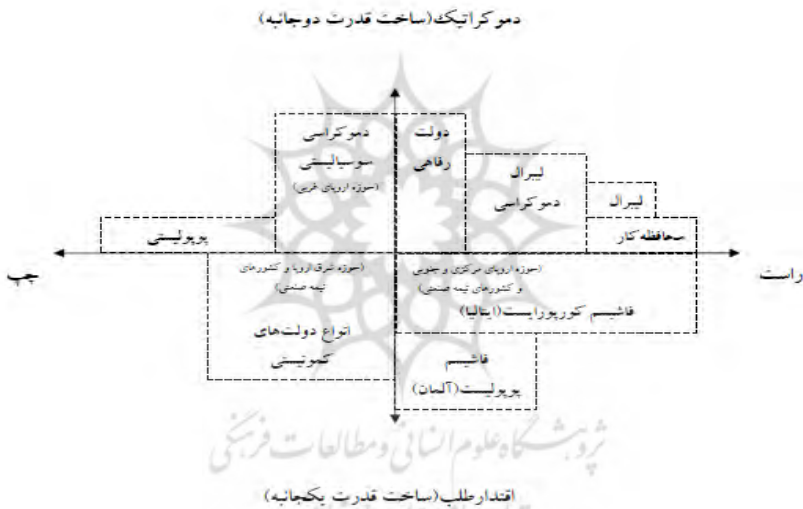 دموکراتیک(ساخت قدرت دوجانبه)
دموکراسی
سوسیالیستی
(حوزه اروپای غربی)
دولت
رفاهی
لیبرال
دموکراسی
لیبرال
محافظه‌کار
پوپولیستی
راست
چپ
(حوزه اروپای مرکزی و جنوبی
و کشورهای نیمه صنعتی)
فاشیسم کورپورایست(ایتالیا)
(حوزه شرق اروپا و کشورهای
نیمه صنعتی)
انواع دولت‌های
کمونیستی
فاشیسم
پوپولیست(آلمان)
پژوهشگاه علوم انسانی و مطالعات فرهنگی
اقتدارطلب(ساخت قدرت یکجانبه)